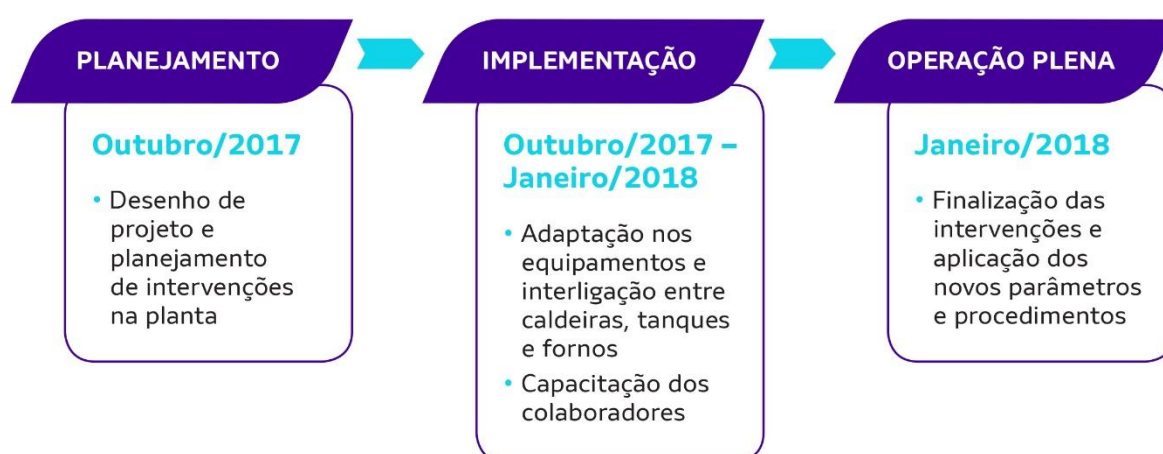 PLANEJAMENTO
Outubro/2017
• Desenho de
projeto e
planejamento
de intervenções
na planta
IMPLEMENTAÇÃO
Outubro/2017 –
Janeiro/2018
• Adaptação nos
equipamentos e
interligação entre
caldeiras, tanques
e fornos
• Capacitação dos
colaboradores
OPERAÇÃO PLENA
Janeiro/2018
• Finalização das
intervenções e
aplicação dos
novos parâmetros
e procedimentos